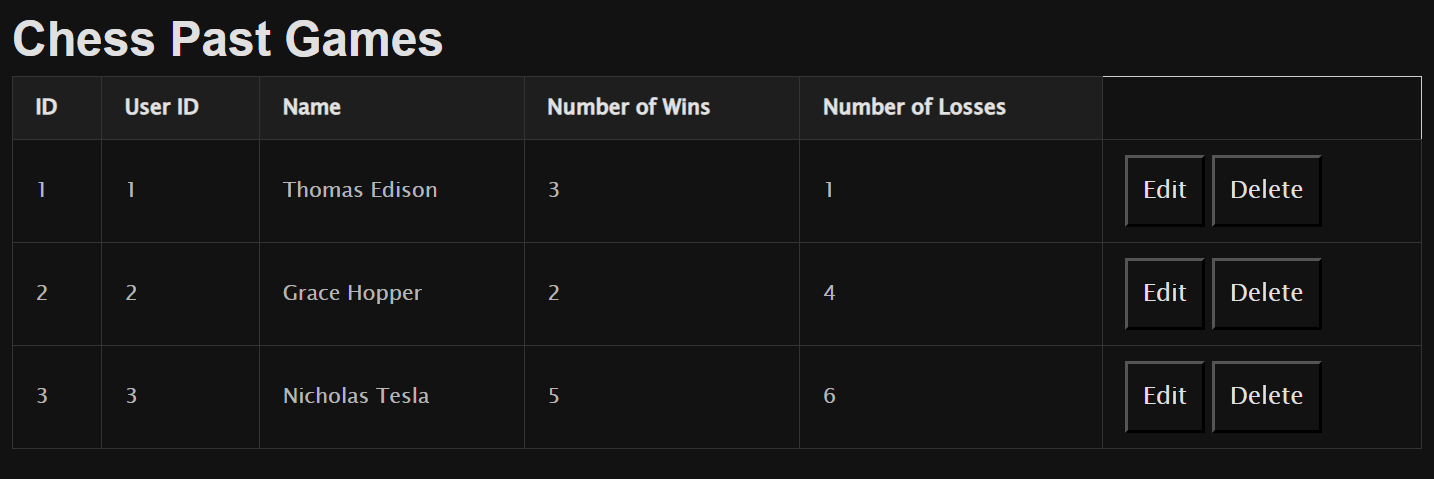 Chess Past Games
ID User ID Name Number of Wins Number of Losses
1 1 Thomas Edison 3 1 Edit Delete
2 2 Grace Hopper 2 4 Edit Delete
3 3 Nicholas Tesla 5 6 Edit Delete